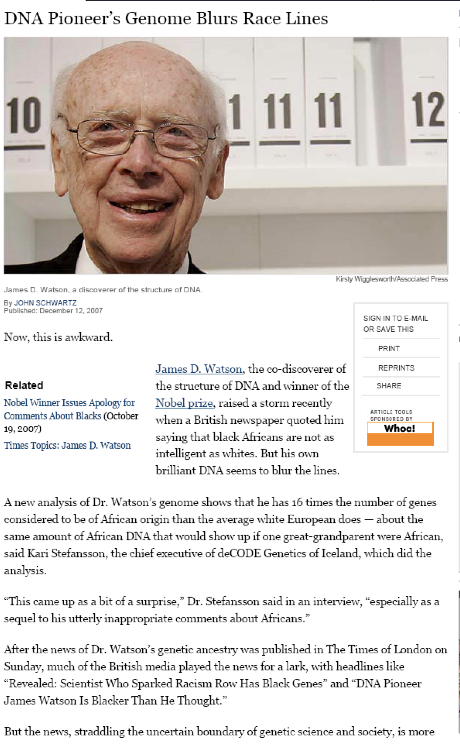 DNA Pioneer's Genome Blurs Race Lines
10
1
11
11
12
Kirsty Wigglesworth/Associated Press
James D. Watson, a discoverer of the structure of DNA.
By JOHN SCHWARTZ
Published: December 12, 2007
SIGN IN TO E-MAIL
OR SAVE THIS
PRINT
REPRINTS
SHARE
ARTICLE TOOLS
SPONSORED BY
Whoo!
Now, this is awkward.
Related
Nobel Winner Issues Apology for
Comments About Blacks (October
19, 2007)
Times Topics: James D. Watson
James D. Watson, the co-discoverer of
the structure of DNA and winner of the
Nobel prize, raised a storm recently
when a British newspaper quoted him
saying that black Africans are not as
intelligent as whites. But his own
brilliant DNA seems to blur the lines.
A new analysis of Dr. Watson's genome shows that he has 16 times the number of genes
considered to be of African origin than the average white European does — about the
same amount of African DNA that would show up if one great-grandparent were African,
said Kari Stefansson, the chief executive of deCODE Genetics of Iceland, which did the
analysis.
"This came up as a bit of a surprise," Dr. Stefansson said in an interview, "especially as a
sequel to his utterly inappropriate comments about Africans."
After the news of Dr. Watson's genetic ancestry was published in The Times of London on
Sunday, much of the British media played the news for a lark, with headlines like
"Revealed: Scientist Who Sparked Racism Row Has Black Genes" and "DNA Pioneer
James Watson Is Blacker Than He Thought."
But the news, straddling the uncertain boundary of genetic science and society, is more